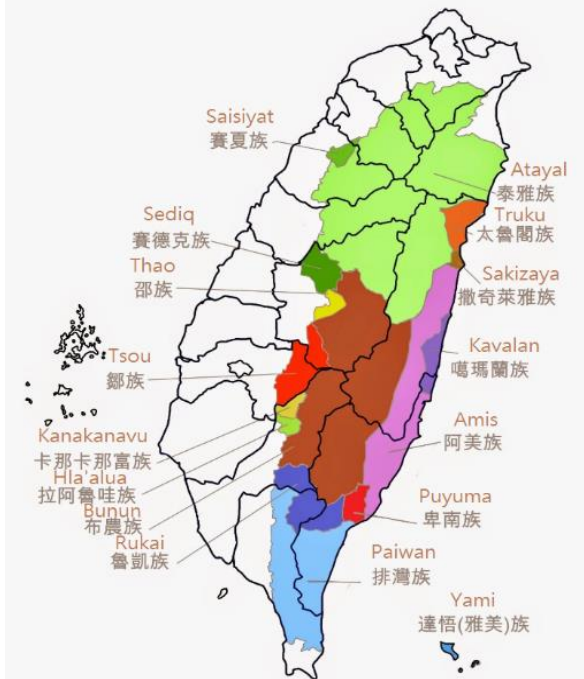 Saisiyat
賽夏族
Atayal
泰雅族
Sediq
賽德克族
Truku
太魯閣族
Thao
邵族
Sakizaya
撒奇萊雅族
Tsou
鄒族
Kavalan
噶瑪蘭族
Kanakanavu
卡那卡那富族
Amis
阿美族
Hla'alua
拉阿魯哇族
Bunun
布農族
Rukai
魯凱族
Puyuma
卑南族
Paiwan
排灣族
Yami
達悟(雅美)族